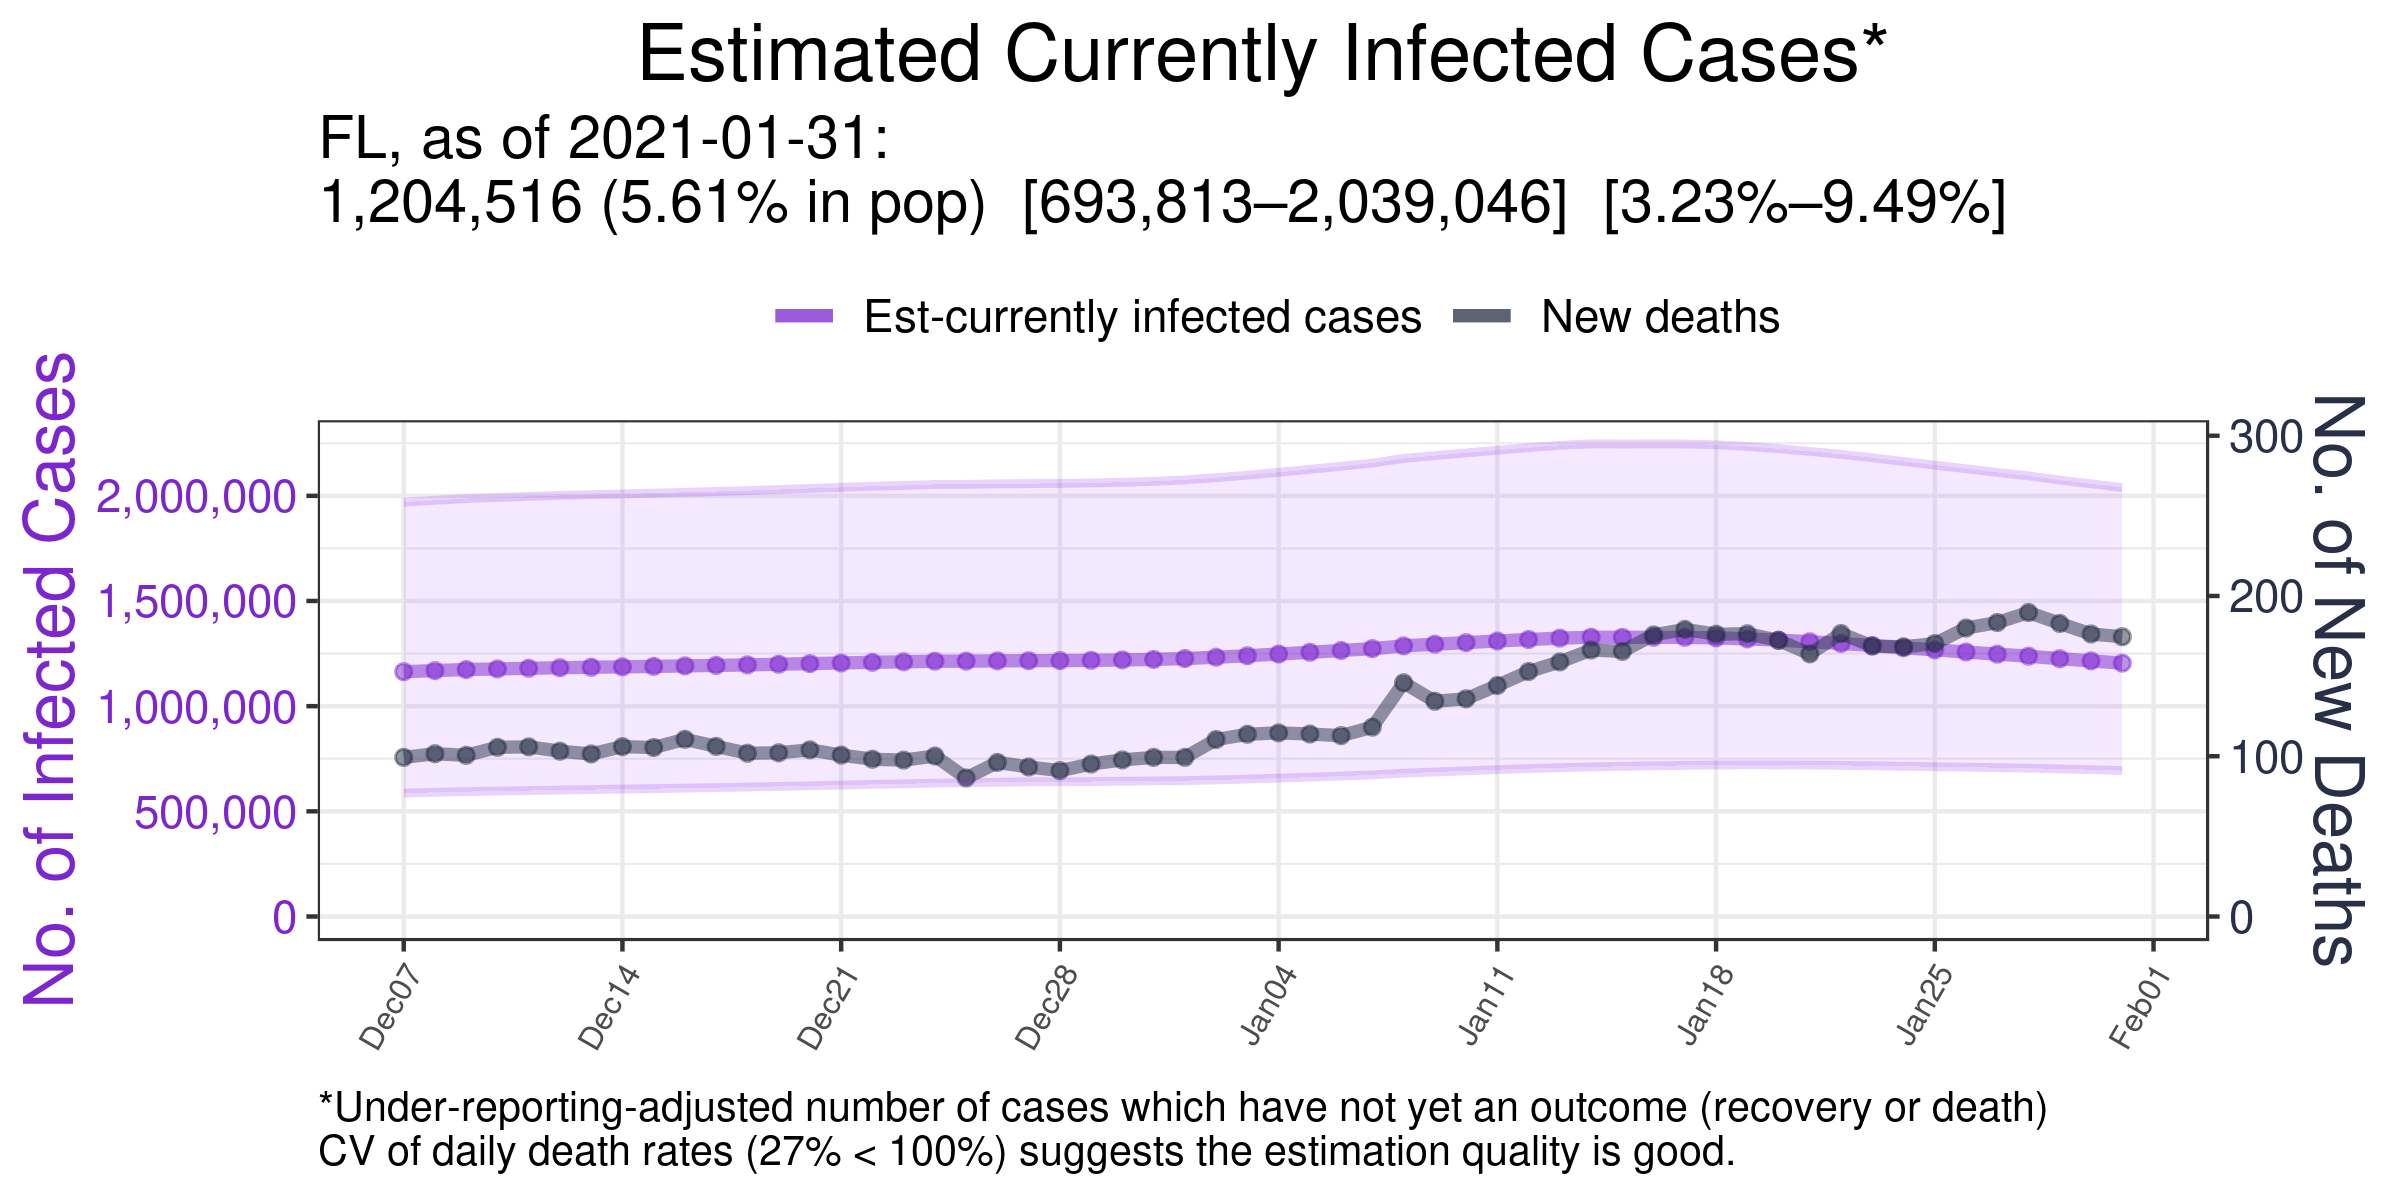 Estimated Currently Infected Cases*
FL, as of 2021-01-31:
1,204,516 (5.61% in pop)  [693,813–2,039,046]  [3.23%–9.49%]
Est-currently infected cases
New deaths
No. of Infected Cases
2,000,000
1,500,000
1,000,000
500,000
0
300
200
100
0
No. of New Deaths
Dec07
Dec14
Dec21
Dec28
Jan04
Jan11
Jan18
Jan25
Feb01
*Under-reporting-adjusted number of cases which have not yet an outcome (recovery or death)
CV of daily death rates (27% < 100%) suggests the estimation quality is good.